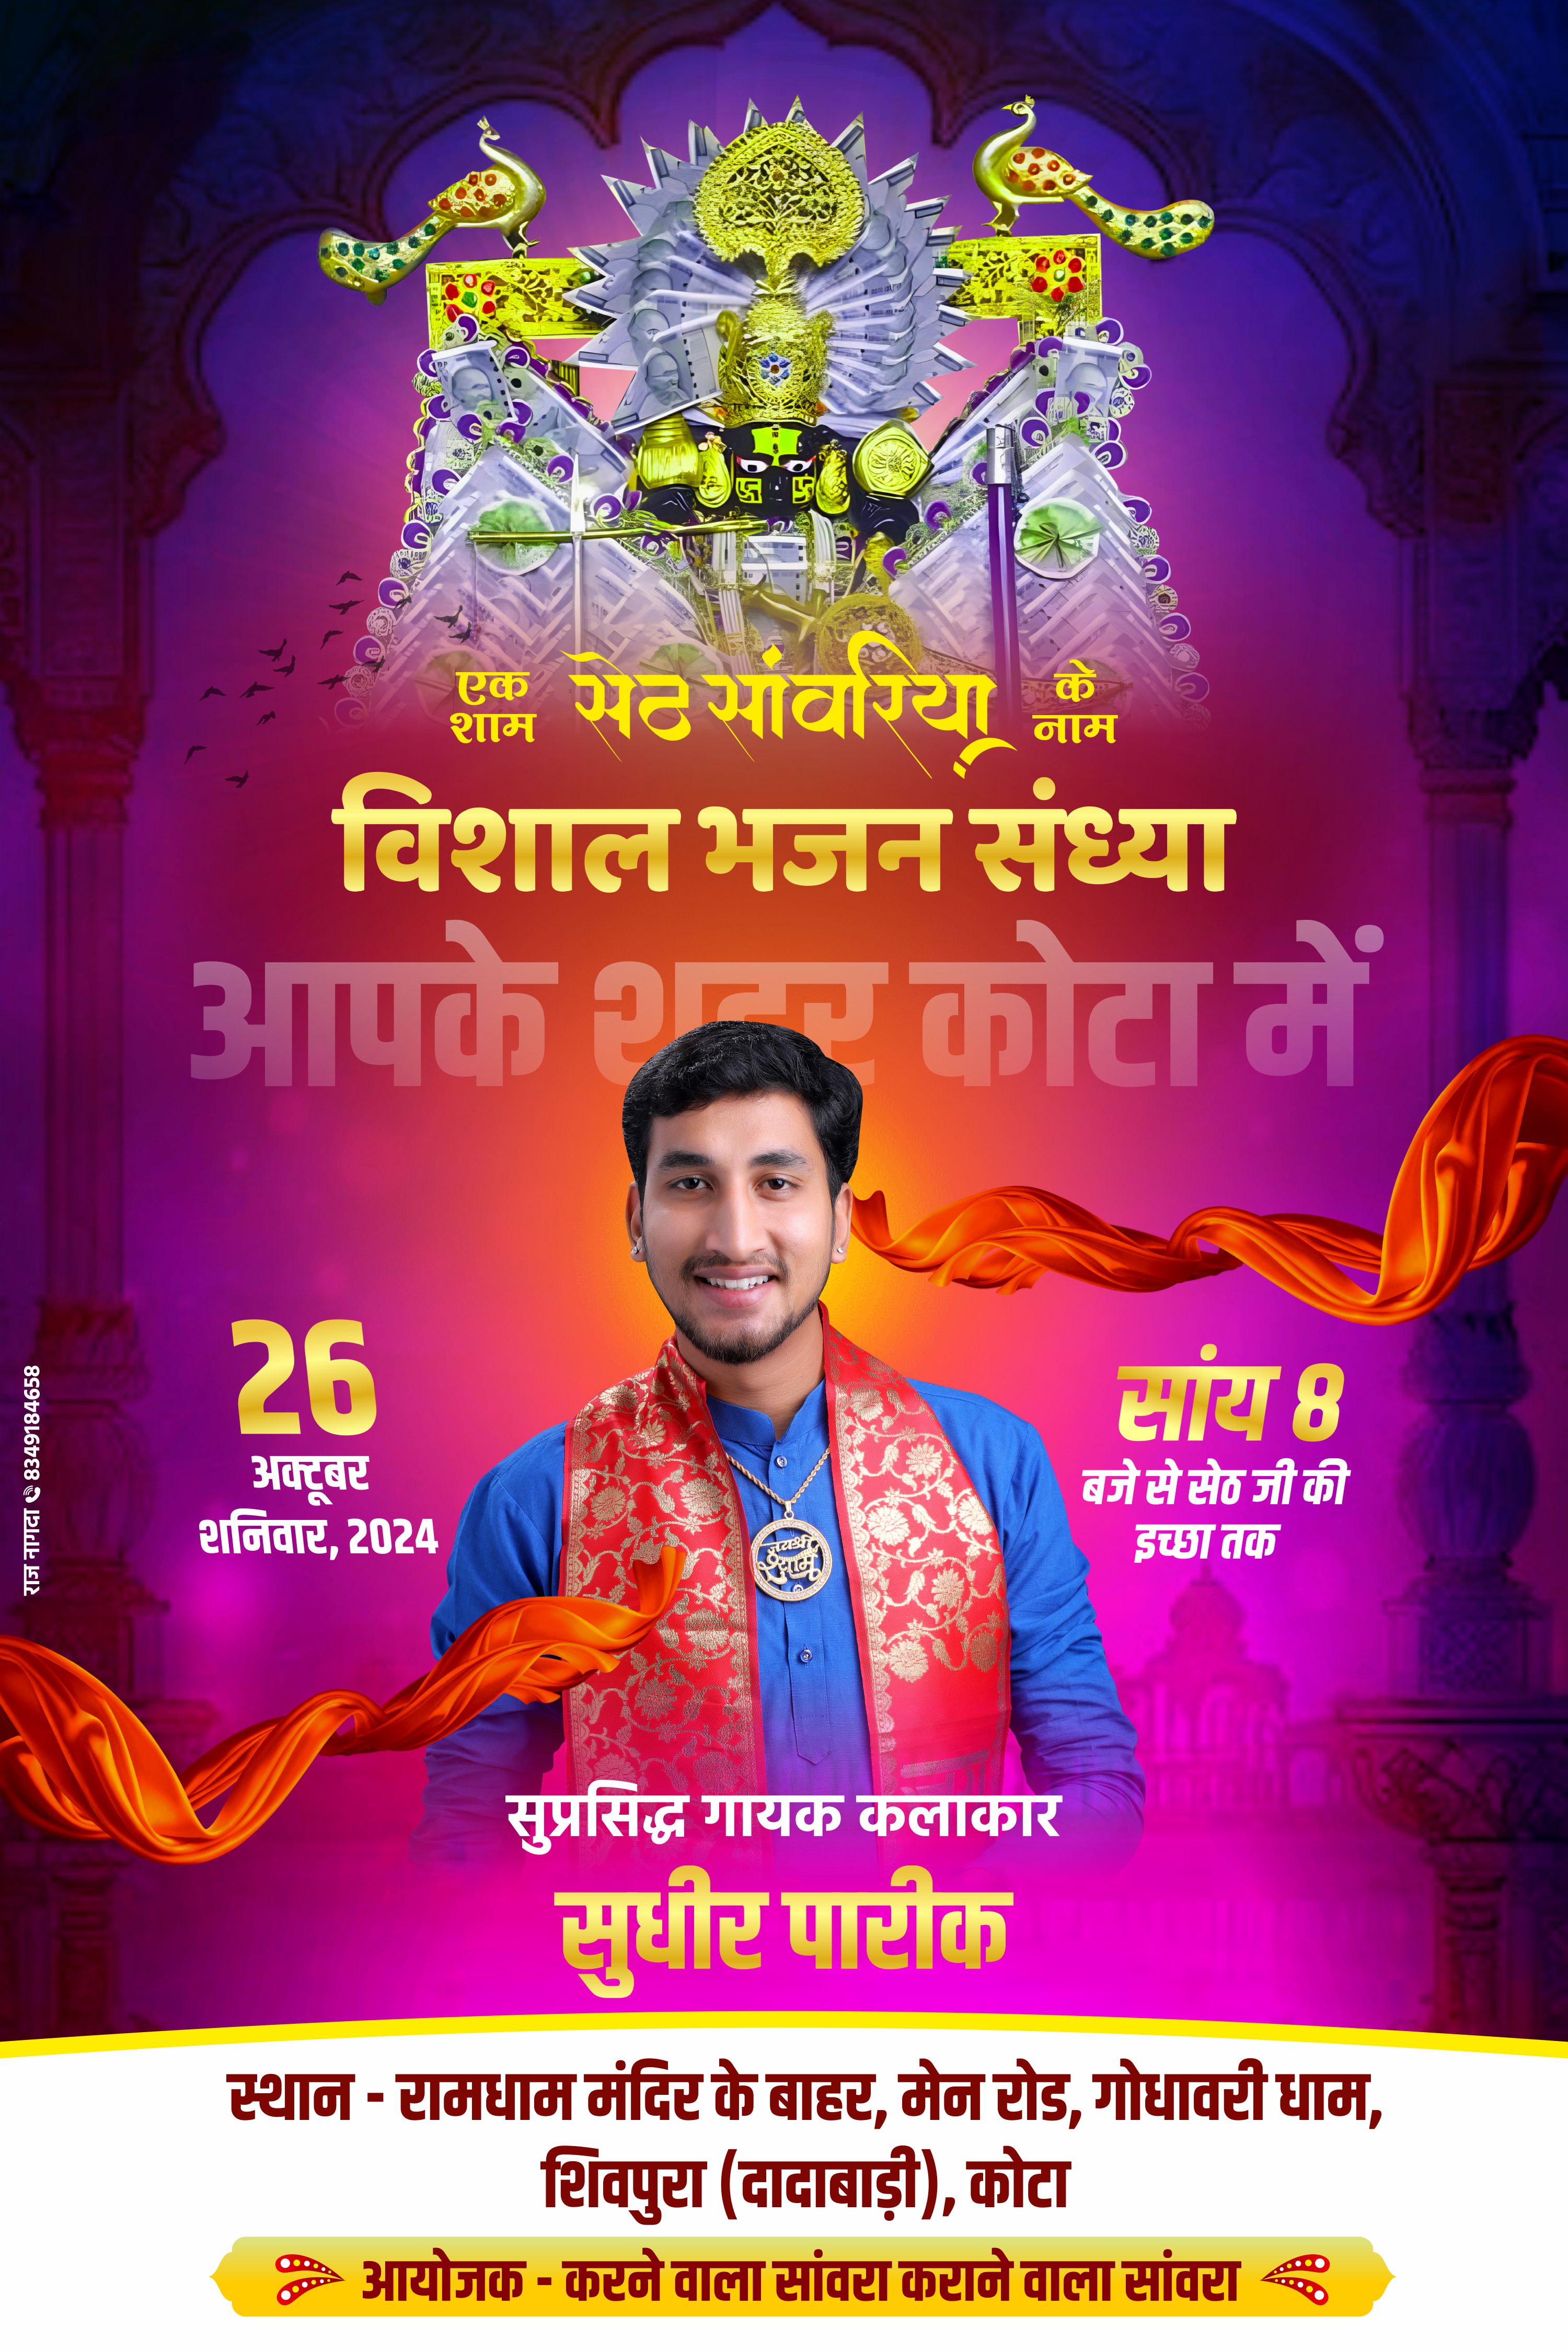 एक शाम सेठ सांवरिया के नाम
विशाल भजन संध्या
आपके शहर कोटा में
26
अक्टूबर
शनिवार, 2024
सांय 8
बजे से सेठ जी की
इच्छा तक
राज नागदा 8349184658
जय श्री श्याम
सुप्रसिद्ध गायक कलाकार
सुधीर पारीक
स्थान - रामधाम मंदिर के बाहर, मेन रोड, गोधावरी धाम,
शिवपुरा (दादाबाड़ी), कोटा
आयोजक - करने वाला सांवरा कराने वाला सांवरा